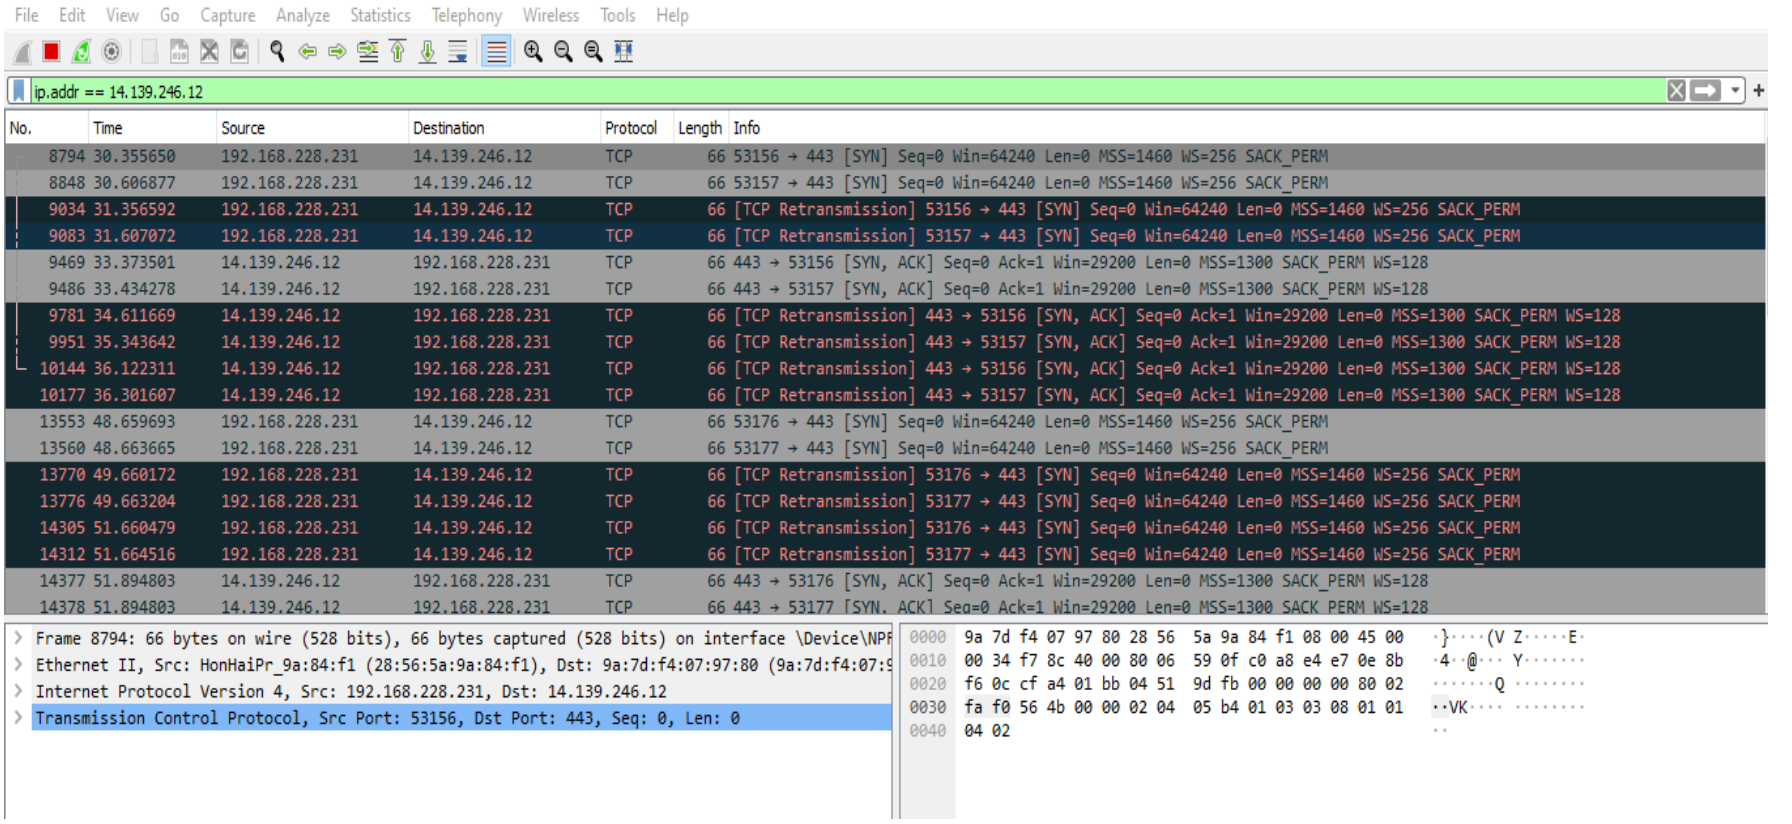 File Edit View Go Capture Analyze Statistics Telephony Wireless Tools Help
ip.addr == 14.139.246.12
No. Time Source Destination Protocol Length Info
8794 30.355650 192.168.228.231 14.139.246.12 TCP 66 53156 → 443 [SYN] Seq=0 Win=64240 Len=0 MSS=1460 WS=256 SACK_PERM
8848 30.606877 192.168.228.231 14.139.246.12 TCP 66 53157 → 443 [SYN] Seq=0 Win=64240 Len=0 MSS=1460 WS=256 SACK_PERM
9034 31.356592 192.168.228.231 14.139.246.12 TCP 66 [TCP Retransmission] 53156 → 443 [SYN] Seq=0 Win=64240 Len=0 MSS=1460 WS=256 SACK_PERM
9083 31.607072 192.168.228.231 14.139.246.12 TCP 66 [TCP Retransmission] 53157 → 443 [SYN] Seq=0 Win=64240 Len=0 MSS=1460 WS=256 SACK_PERM
9469 33.373501 14.139.246.12 192.168.228.231 TCP 66 443 → 53156 [SYN, ACK] Seq=0 Ack=1 Win=29200 Len=0 MSS=1300 SACK_PERM WS=128
9486 33.434278 14.139.246.12 192.168.228.231 TCP 66 443 → 53157 [SYN, ACK] Seq=0 Ack=1 Win=29200 Len=0 MSS=1300 SACK_PERM WS=128
9781 34.611669 14.139.246.12 192.168.228.231 TCP 66 [TCP Retransmission] 443 → 53156 [SYN, ACK] Seq=0 Ack=1 Win=29200 Len=0 MSS=1300 SACK_PERM WS=128
9951 35.343642 14.139.246.12 192.168.228.231 TCP 66 [TCP Retransmission] 443 → 53157 [SYN, ACK] Seq=0 Ack=1 Win=29200 Len=0 MSS=1300 SACK_PERM WS=128
10144 36.122311 14.139.246.12 192.168.228.231 TCP 66 [TCP Retransmission] 443 → 53156 [SYN, ACK] Seq=0 Ack=1 Win=29200 Len=0 MSS=1300 SACK_PERM WS=128
10177 36.301607 14.139.246.12 192.168.228.231 TCP 66 [TCP Retransmission] 443 → 53157 [SYN, ACK] Seq=0 Ack=1 Win=29200 Len=0 MSS=1300 SACK_PERM WS=128
13553 48.659693 192.168.228.231 14.139.246.12 TCP 66 53176 → 443 [SYN] Seq=0 Win=64240 Len=0 MSS=1460 WS=256 SACK_PERM
13560 48.663665 192.168.228.231 14.139.246.12 TCP 66 53177 → 443 [SYN] Seq=0 Win=64240 Len=0 MSS=1460 WS=256 SACK_PERM
13770 49.660172 192.168.228.231 14.139.246.12 TCP 66 [TCP Retransmission] 53176 → 443 [SYN] Seq=0 Win=64240 Len=0 MSS=1460 WS=256 SACK_PERM
13776 49.663204 192.168.228.231 14.139.246.12 TCP 66 [TCP Retransmission] 53177 → 443 [SYN] Seq=0 Win=64240 Len=0 MSS=1460 WS=256 SACK_PERM
14305 51.660479 192.168.228.231 14.139.246.12 TCP 66 [TCP Retransmission] 53176 → 443 [SYN] Seq=0 Win=64240 Len=0 MSS=1460 WS=256 SACK_PERM
14312 51.664516 192.168.228.231 14.139.246.12 TCP 66 [TCP Retransmission] 53177 → 443 [SYN] Seq=0 Win=64240 Len=0 MSS=1460 WS=256 SACK_PERM
14377 51.894803 14.139.246.12 192.168.228.231 TCP 66 443 → 53176 [SYN, ACK] Seq=0 Ack=1 Win=29200 Len=0 MSS=1300 SACK_PERM WS=128
14378 51.894803 14.139.246.12 192.168.228.231 TCP 66 443 → 53177 [SYN, ACK] Seq=0 Ack=1 Win=29200 Len=0 MSS=1300 SACK_PERM WS=128
Frame 8794: 66 bytes on wire (528 bits), 66 bytes captured (528 bits) on interface \Device\NPF
Ethernet II, Src: HonHaiPr_9a:84:f1 (28:56:5a:9a:84:f1), Dst: 9a:7d:f4:07:97:80 (9a:7d:f4:07:9
Internet Protocol Version 4, Src: 192.168.228.231, Dst: 14.139.246.12
Transmission Control Protocol, Src Port: 53156, Dst Port: 443, Seq: 0, Len: 0
0000 9a 7d f4 07 97 80 28 56 5a 9a 84 f1 08 00 45 00 ·}····(V Z·····E·
0010 00 34 f7 8c 40 00 80 06 59 0f c0 a8 e4 e7 0e 8b ·4··@··· Y·······
0020 f6 0c cf a4 01 bb 04 51 9d fb 00 00 00 00 80 02 ·······Q ········
0030 fa f0 56 4b 00 00 02 04 05 b4 01 03 03 08 01 01 ··VK···· ········
0040 04 02 ··